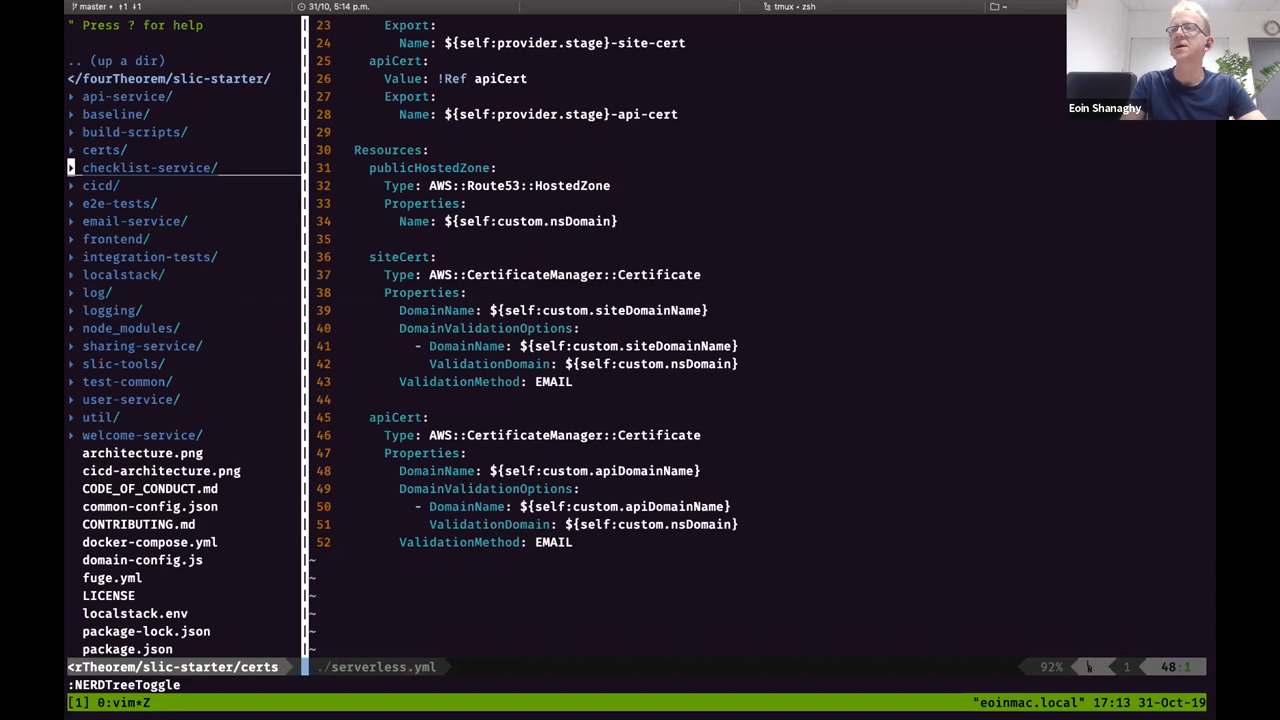 master ↑1 ↓1
31/10, 5:14 p.m.
tmux • zsh
~
" Press ? for help
.. (up a dir)
</fourTheorem/slic-starter/
▸ api-service/
▸ baseline/
▸ build-scripts/
▸ certs/
▸ checklist-service/
▸ cicd/
▸ e2e-tests/
▸ email-service/
▸ frontend/
▸ integration-tests/
▸ localstack/
▸ log/
▸ logging/
▸ node_modules/
▸ sharing-service/
▸ slic-tools/
▸ test-common/
▸ user-service/
▸ util/
▸ welcome-service/
architecture.png
cicd-architecture.png
CODE_OF_CONDUCT.md
common-config.json
CONTRIBUTING.md
docker-compose.yml
domain-config.js
fuge.yml
LICENSE
localstack.env
package-lock.json
package.json
<rTheorem/slic-starter/certs
23 Export:
24 Name: ${self:provider.stage}-site-cert
25 apiCert:
26 Value: !Ref apiCert
27 Export:
28 Name: ${self:provider.stage}-api-cert
29
30 Resources:
31 publicHostedZone:
32 Type: AWS::Route53::HostedZone
33 Properties:
34 Name: ${self:custom.nsDomain}
35
36 siteCert:
37 Type: AWS::CertificateManager::Certificate
38 Properties:
39 DomainName: ${self:custom.siteDomainName}
40 DomainValidationOptions:
41 - DomainName: ${self:custom.siteDomainName}
42 ValidationDomain: ${self:custom.nsDomain}
43 ValidationMethod: EMAIL
44
45 apiCert:
46 Type: AWS::CertificateManager::Certificate
47 Properties:
48 DomainName: ${self:custom.apiDomainName}
49 DomainValidationOptions:
50 - DomainName: ${self:custom.apiDomainName}
51 ValidationDomain: ${self:custom.nsDomain}
52 ValidationMethod: EMAIL
~
~
~
~
~
~
./serverless.yml
92% 1 48:1
:NERDTreeToggle
[1] 0:vim*Z
"eoinmac.local" 17:13 31-Oct-19
Eoin Shanaghy